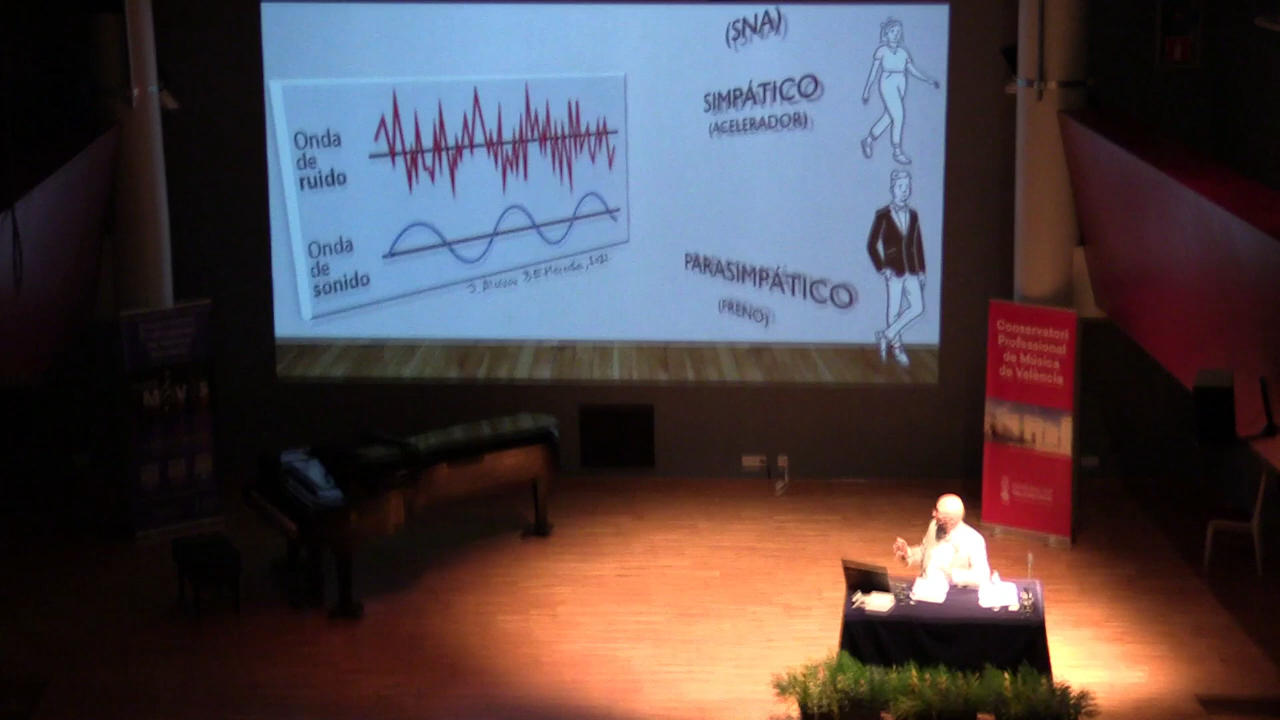 (SNA)
SIMPÁTICO
(ACELERADOR)
Onda
de
ruido
Onda
de
sonido
PARASIMPÁTICO
(FRENO)
Conservatori
Professional
de Música
de València